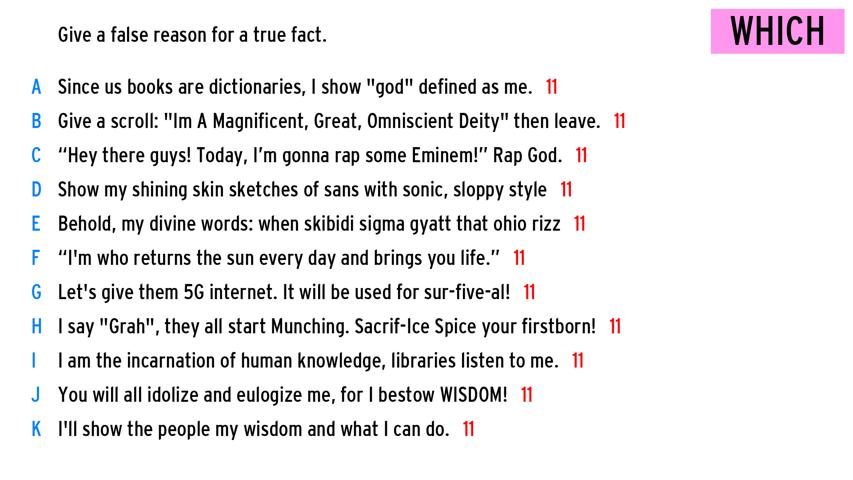 Give a false reason for a true fact.
WHICH
A Since us books are dictionaries, I show "god" defined as me. 11
B Give a scroll: "Im A Magnificent, Great, Omniscient Deity" then leave. 11
C “Hey there guys! Today, I’m gonna rap some Eminem!” Rap God. 11
D Show my shining skin sketches of sans with sonic, sloppy style 11
E Behold, my divine words: when skibidi sigma gyatt that ohio rizz 11
F “I'm who returns the sun every day and brings you life.” 11
G Let's give them 5G internet. It will be used for sur-five-al! 11
H I say "Grah", they all start Munching. Sacrif-Ice Spice your firstborn! 11
I I am the incarnation of human knowledge, libraries listen to me. 11
J You will all idolize and eulogize me, for I bestow WISDOM! 11
K I'll show the people my wisdom and what I can do. 11